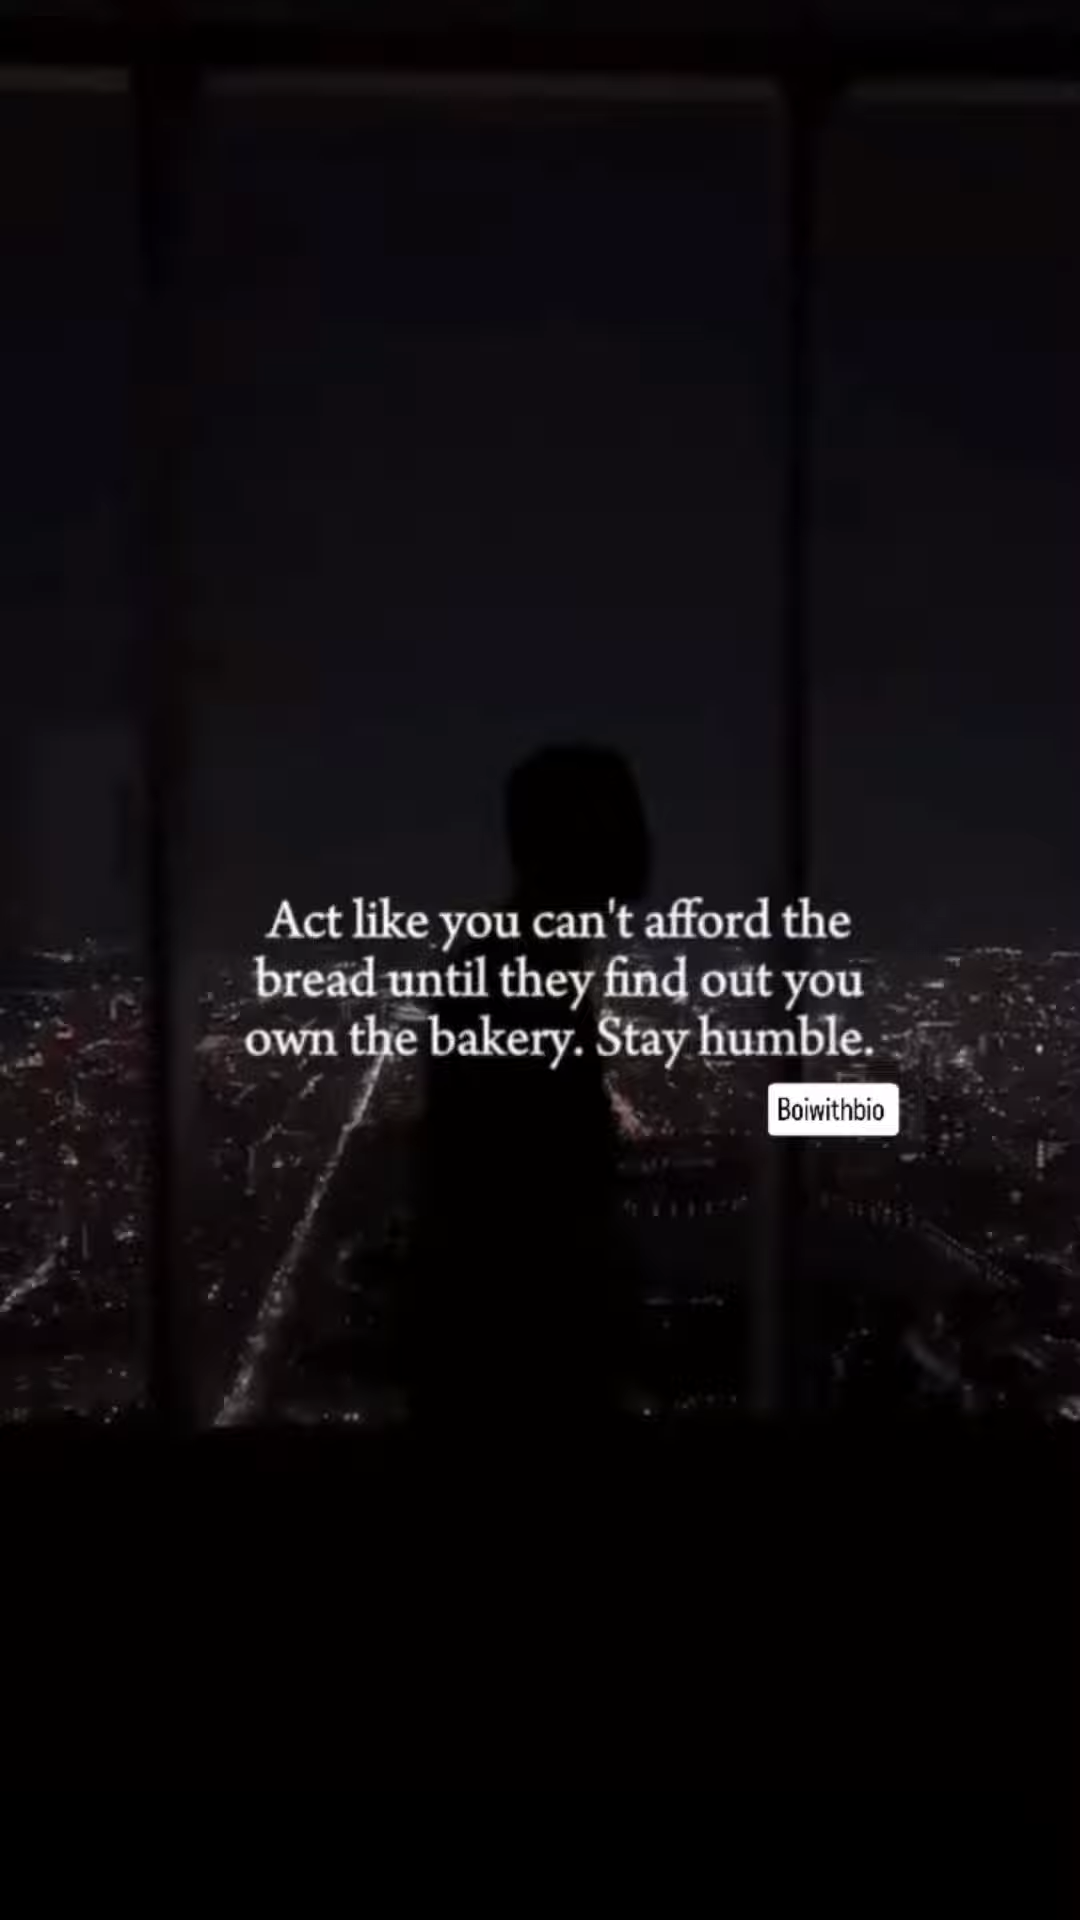 Act like you can't afford the
bread until they find out you
own the bakery. Stay humble.
Boiwithbio